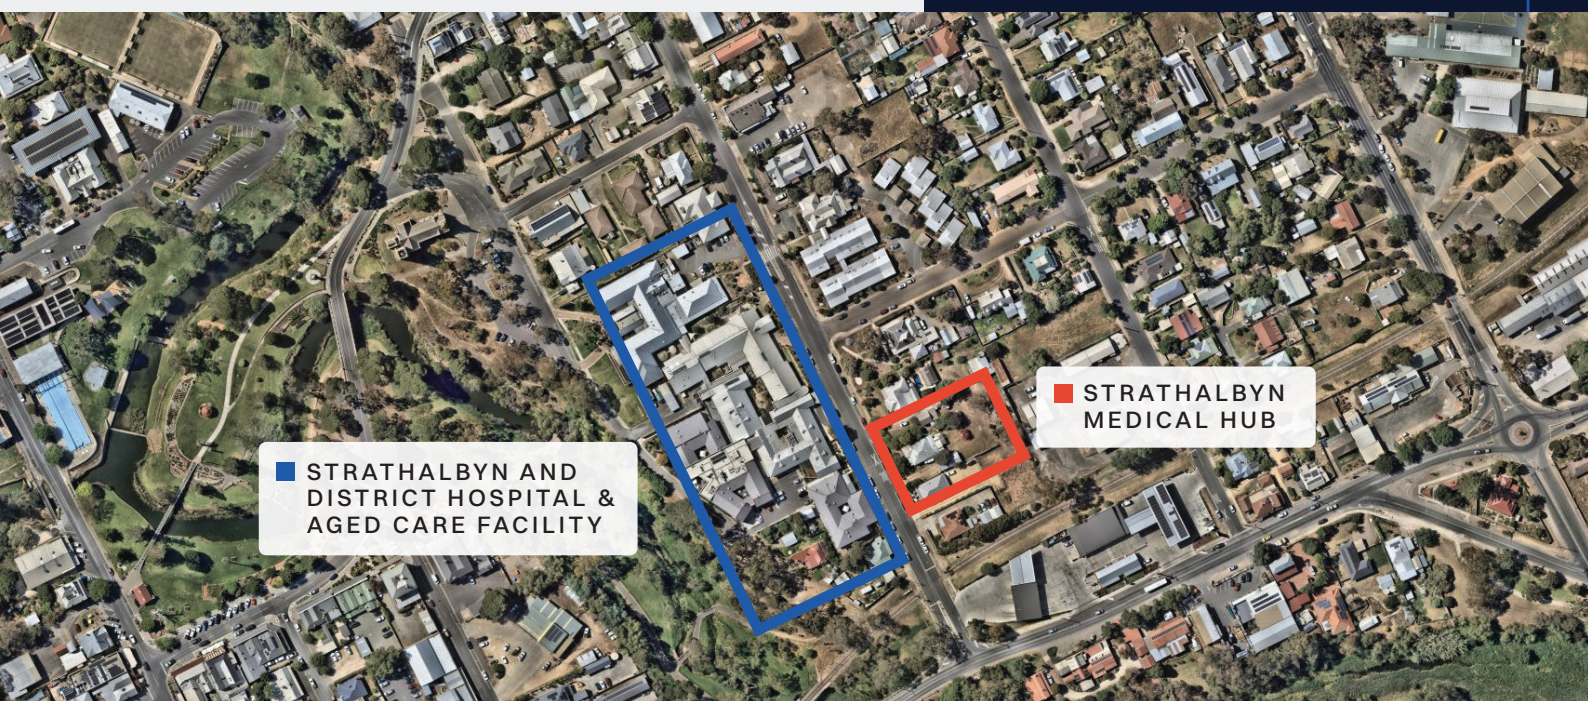 STRATHALBYN AND
DISTRICT HOSPITAL &
AGED CARE FACILITY
STRATHALBYN
MEDICAL HUB